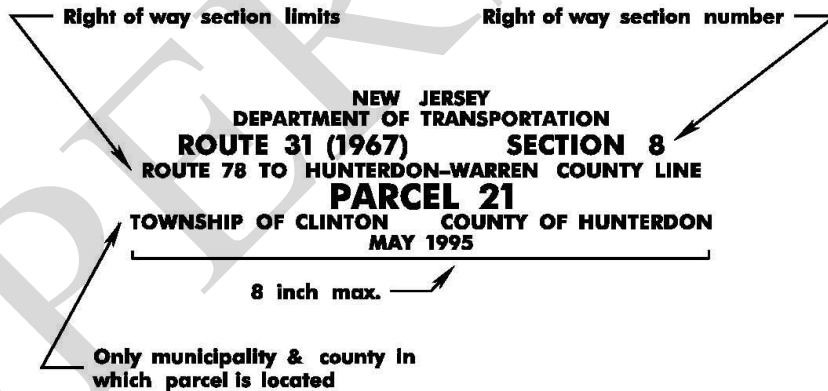 Right of way section limits Right of way section number
NEW JERSEY
DEPARTMENT OF TRANSPORTATION
ROUTE 31 (1967) SECTION 8
ROUTE 78 TO HUNTERDON–WARREN COUNTY LINE
PARCEL 21
TOWNSHIP OF CLINTON COUNTY OF HUNTERDON
MAY 1995
8 inch max.
Only municipality & county in
which parcel is located